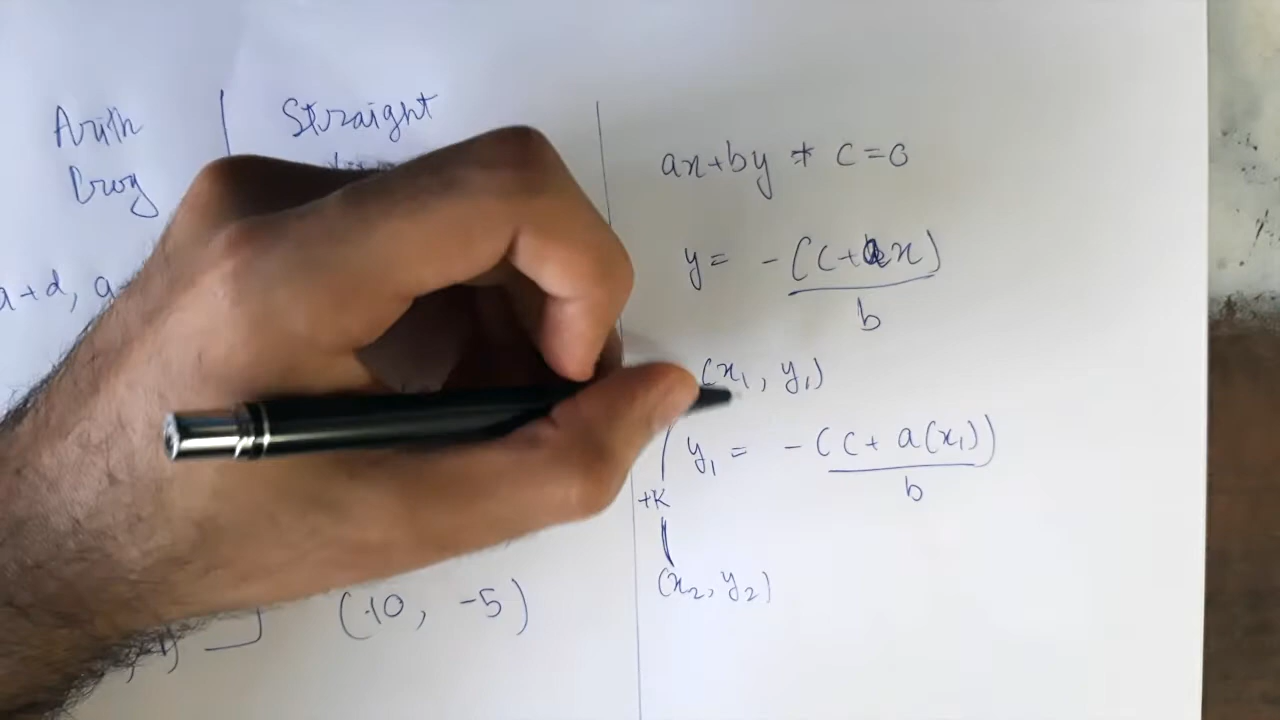 Arith
Prog
a+d, a
Straight
(10, -5)
ax+by + c=0
y= -(c+ax)
b
(x₁, y₁)
y₁ = -(c+ a(x₁))
b
+K
(x₂, y₂)